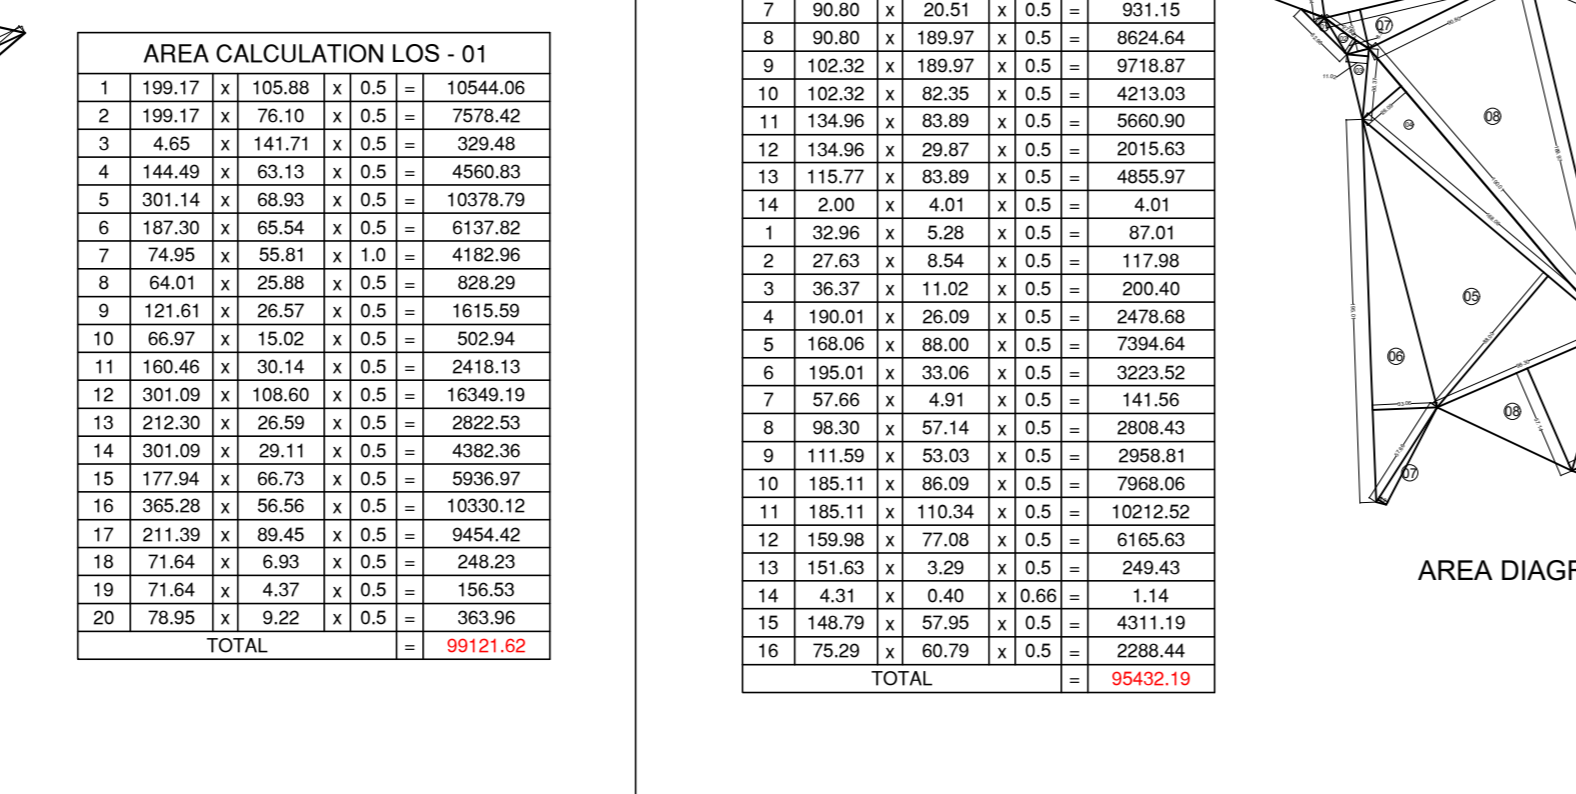 AREA CALCULATION LOS - 01
1 199.17 x 105.88 x 0.5 = 10544.06
2 199.17 x 76.10 x 0.5 = 7578.42
3 4.65 x 141.71 x 0.5 = 329.48
4 144.49 x 63.13 x 0.5 = 4560.83
5 301.14 x 68.93 x 0.5 = 10378.79
6 187.30 x 65.54 x 0.5 = 6137.82
7 74.95 x 55.81 x 1.0 = 4182.96
8 64.01 x 25.88 x 0.5 = 828.29
9 121.61 x 26.57 x 0.5 = 1615.59
10 66.97 x 15.02 x 0.5 = 502.94
11 160.46 x 30.14 x 0.5 = 2418.13
12 301.09 x 108.60 x 0.5 = 16349.19
13 212.30 x 26.59 x 0.5 = 2822.53
14 301.09 x 29.11 x 0.5 = 4382.36
15 177.94 x 66.73 x 0.5 = 5936.97
16 365.28 x 56.56 x 0.5 = 10330.12
17 211.39 x 89.45 x 0.5 = 9454.42
18 71.64 x 6.93 x 0.5 = 248.23
19 71.64 x 4.37 x 0.5 = 156.53
20 78.95 x 9.22 x 0.5 = 363.96
TOTAL = 99121.62
7 90.80 x 20.51 x 0.5 = 931.15
8 90.80 x 189.97 x 0.5 = 8624.64
9 102.32 x 189.97 x 0.5 = 9718.87
10 102.32 x 82.35 x 0.5 = 4213.03
11 134.96 x 83.89 x 0.5 = 5660.90
12 134.96 x 29.87 x 0.5 = 2015.63
13 115.77 x 83.89 x 0.5 = 4855.97
14 2.00 x 4.01 x 0.5 = 4.01
1 32.96 x 5.28 x 0.5 = 87.01
2 27.63 x 8.54 x 0.5 = 117.98
3 36.37 x 11.02 x 0.5 = 200.40
4 190.01 x 26.09 x 0.5 = 2478.68
5 168.06 x 88.00 x 0.5 = 7394.64
6 195.01 x 33.06 x 0.5 = 3223.52
7 57.66 x 4.91 x 0.5 = 141.56
8 98.30 x 57.14 x 0.5 = 2808.43
9 111.59 x 53.03 x 0.5 = 2958.81
10 185.11 x 86.09 x 0.5 = 7968.06
11 185.11 x 110.34 x 0.5 = 10212.52
12 159.98 x 77.08 x 0.5 = 6165.63
13 151.63 x 3.29 x 0.5 = 249.43
14 4.31 x 0.40 x 0.66 = 1.14
15 148.79 x 57.95 x 0.5 = 4311.19
16 75.29 x 60.79 x 0.5 = 2288.44
TOTAL = 95432.19
07
08
04
05
06
08
07
AREA DIAGR